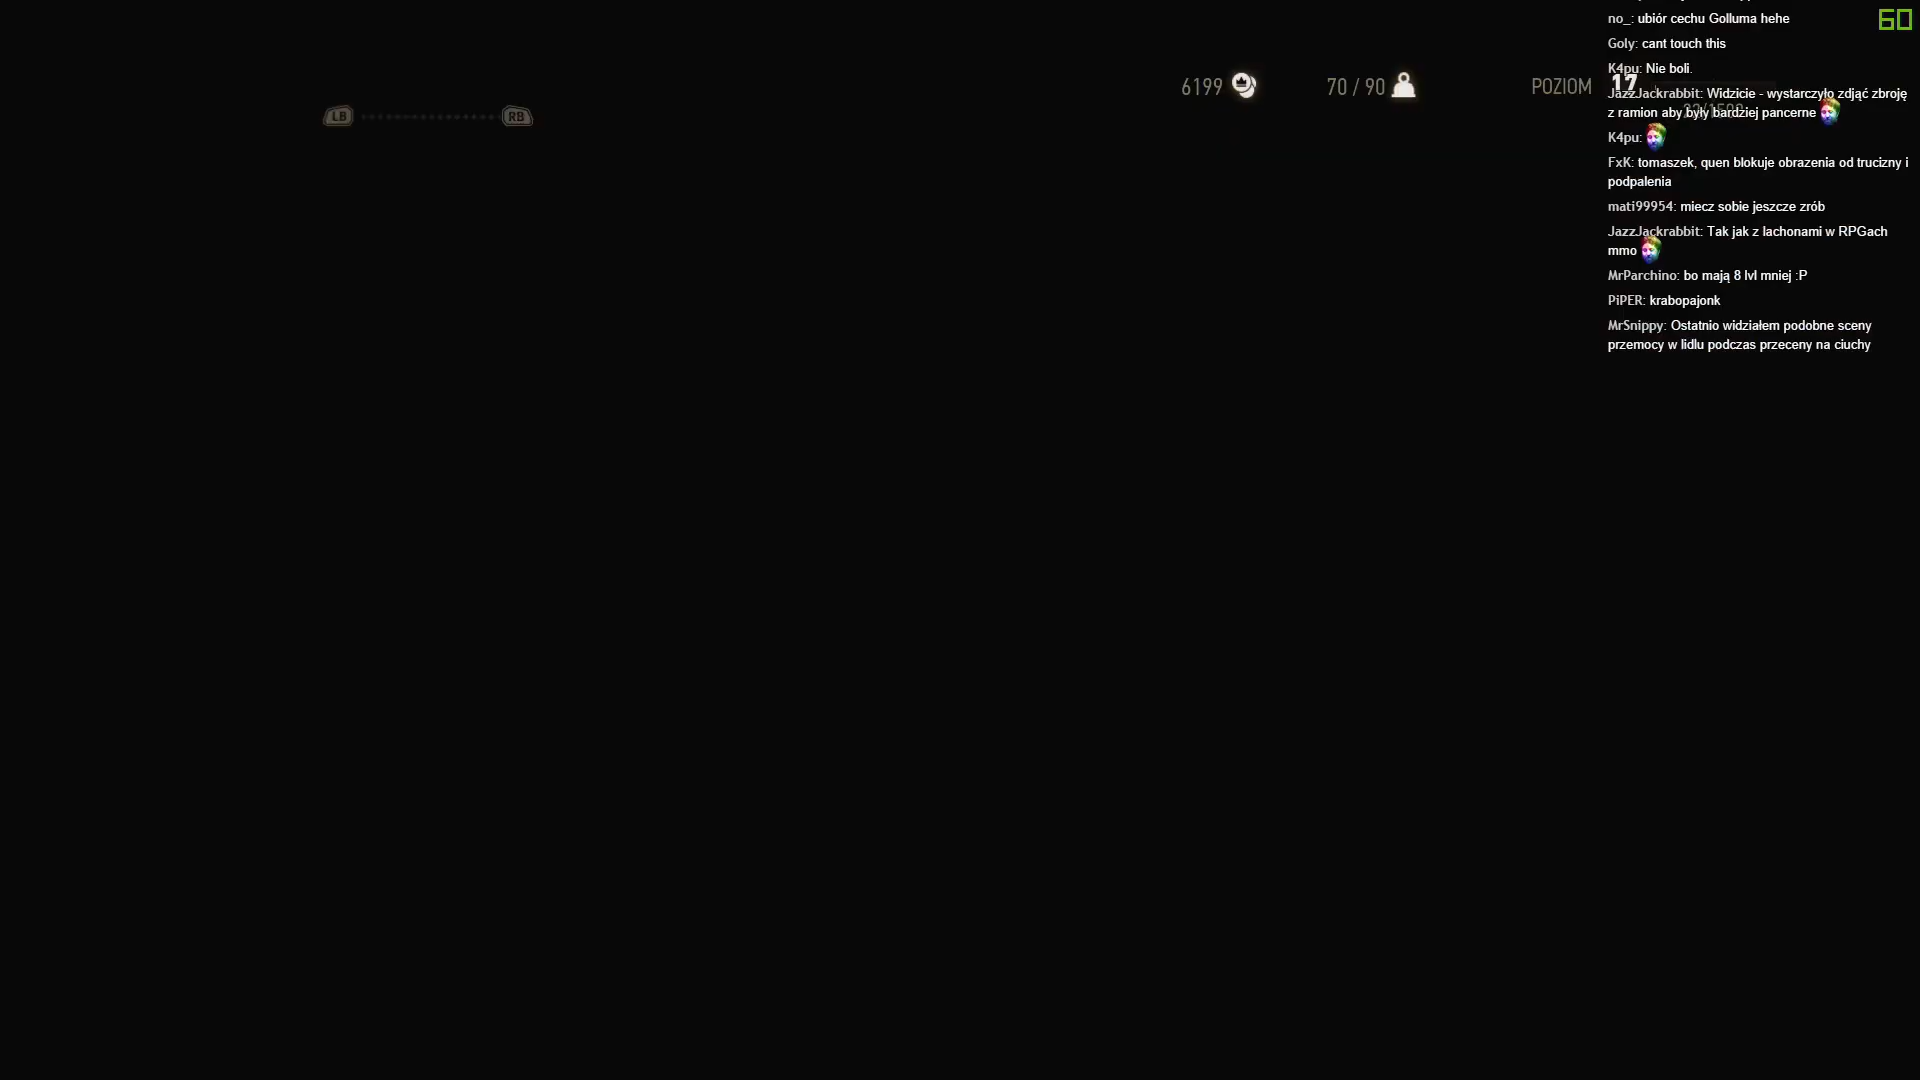 no_: ubiór cechu Golluma hehe
60
Goly: cant touch this
K4pu: Nie boli.
6199
70 / 90
POZIOM
17
LB
RB
JazzJackrabbit: Widzicie - wystarczyło zdjąć zbroję
z ramion aby były bardziej pancerne
K4pu:
FxK: tomaszek, quen blokuje obrazenia od trucizny i
podpalenia
mati99954: miecz sobie jeszcze zrób
JazzJackrabbit: Tak jak z lachonami w RPGach
mmo
MrParchino: bo mają 8 lvl mniej :P
PiPER: krabopajonk
MrSnippy: Ostatnio widziałem podobne sceny
przemocy w lidlu podczas przeceny na ciuchy